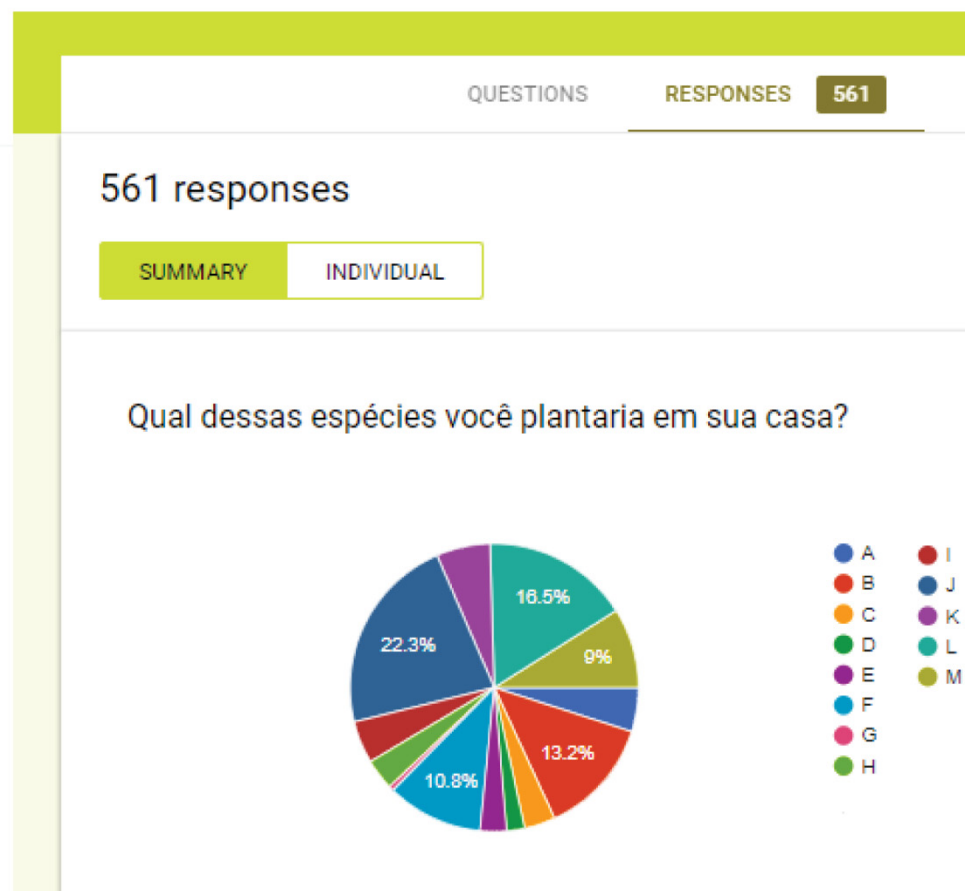 QUESTIONS RESPONSES 561
561 responses
SUMMARY INDIVIDUAL
Qual dessas espécies você plantaria em sua casa?
16.5%
22.3%
9%
13.2%
10.8%
A
B
C
D
E
F
G
H
I
J
K
L
M